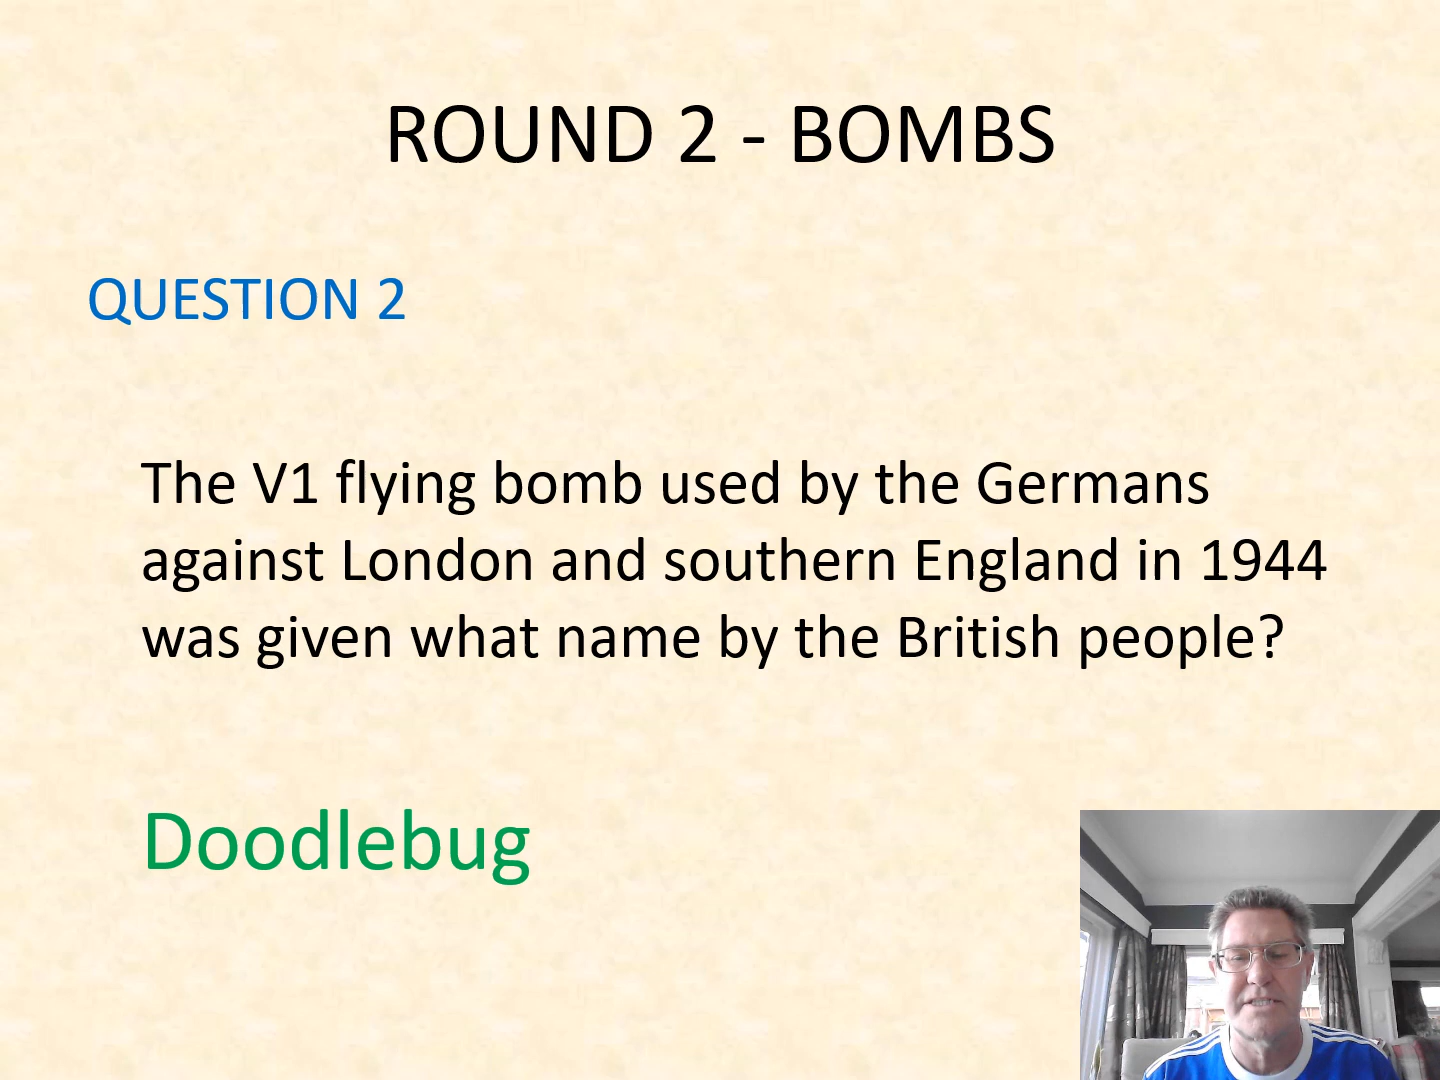 ROUND 2 - BOMBS
QUESTION 2
The V1 flying bomb used by the Germans
against London and southern England in 1944
was given what name by the British people?
Doodlebug